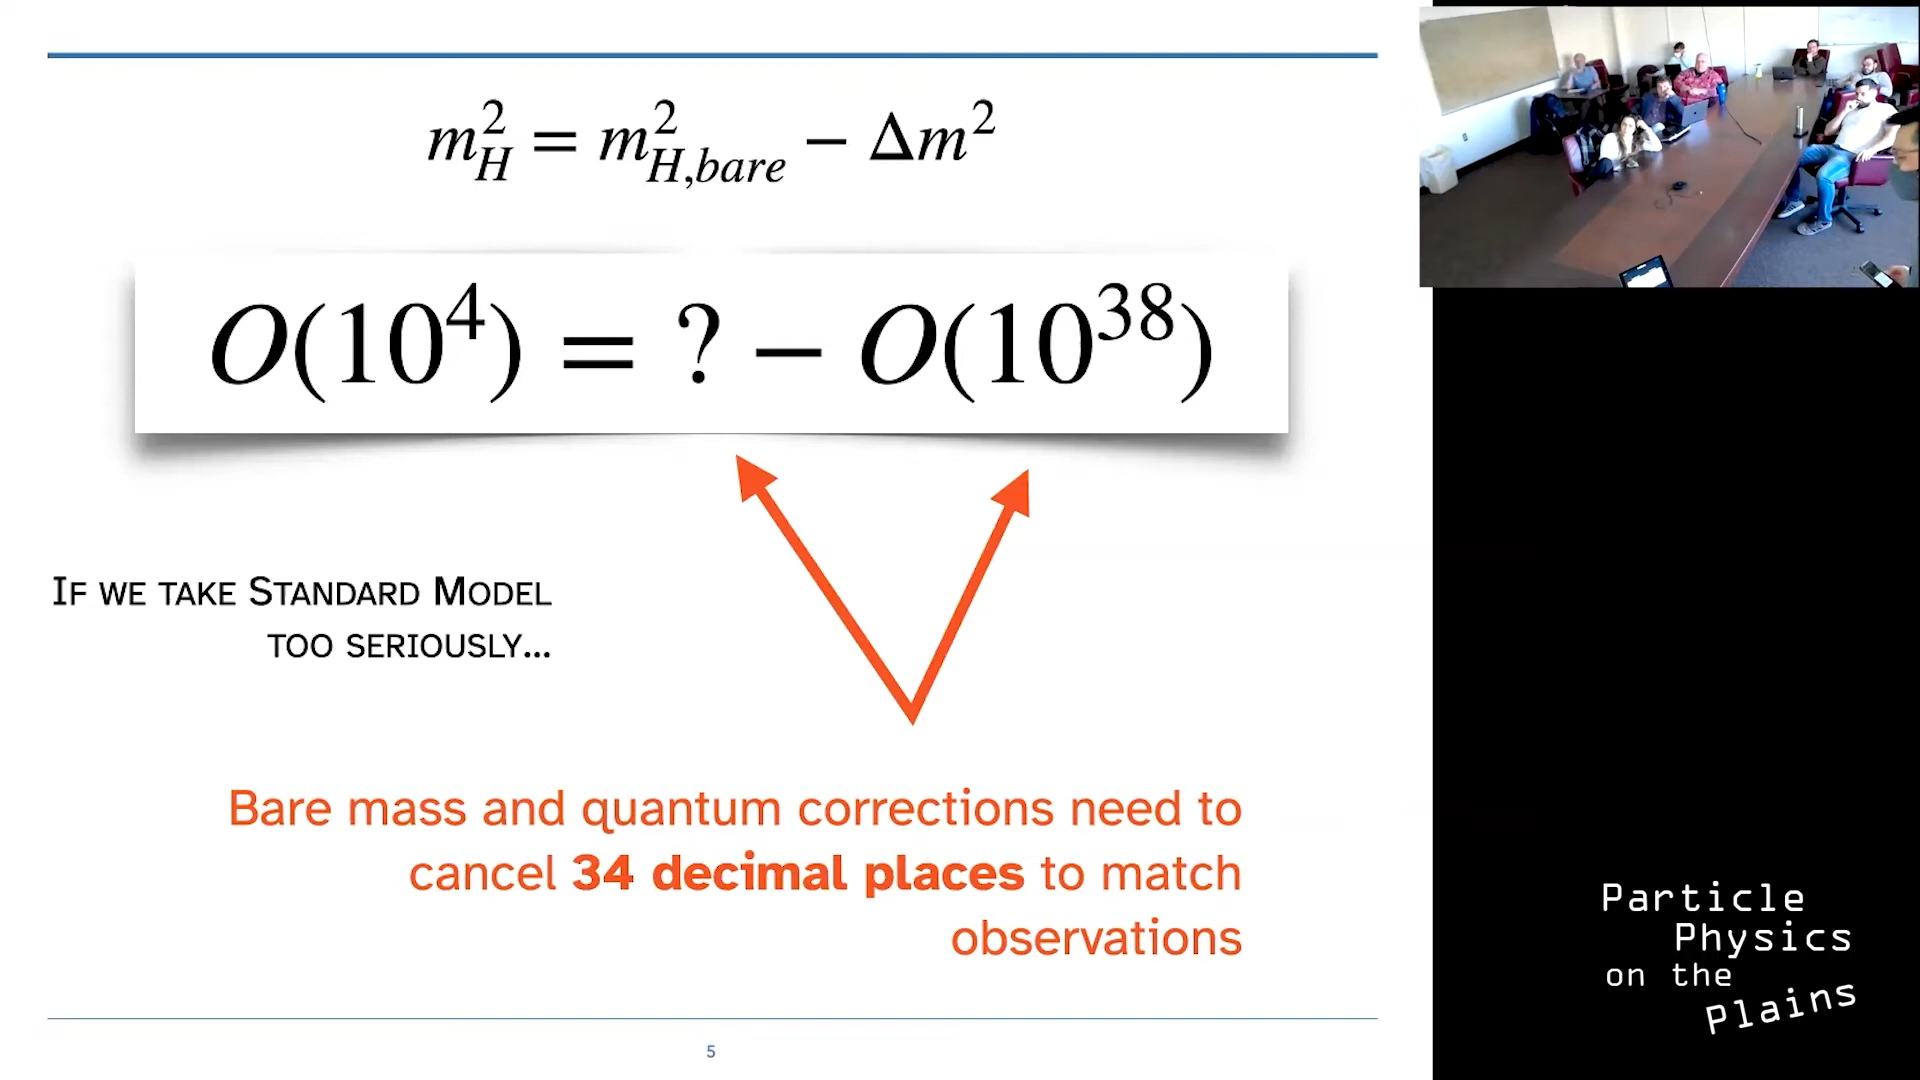 m²_H = m²_{H,bare} − Δm²
O(10⁴) = ? − O(10³⁸)
IF WE TAKE STANDARD MODEL
TOO SERIOUSLY...
Bare mass and quantum corrections need to
cancel 34 decimal places to match
observations
5
Particle
Physics
on the
Plains